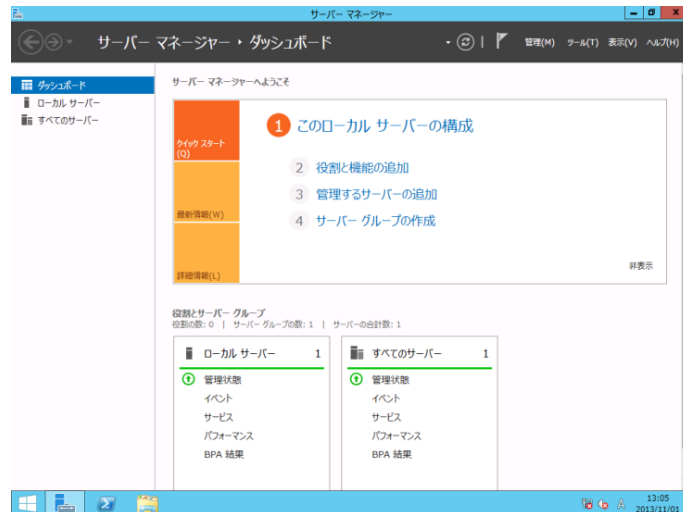 サーバー マネージャー
サーバー マネージャー ・ ダッシュボード
管理(M) ツール(T) 表示(V) ヘルプ(H)
ダッシュボード
ローカル サーバー
すべてのサーバー
サーバー マネージャーへようこそ
クイック スタート
(Q)
最新情報(W)
詳細情報(L)
1 このローカル サーバーの構成
2 役割と機能の追加
3 管理するサーバーの追加
4 サーバー グループの作成
非表示
役割とサーバー グループ
役割の数: 0 | サーバー グループの数: 1 | サーバーの合計数: 1
ローカル サーバー 1
管理状態
イベント
サービス
パフォーマンス
BPA 結果
すべてのサーバー 1
管理状態
イベント
サービス
パフォーマンス
BPA 結果
A
13:05
2013/11/01